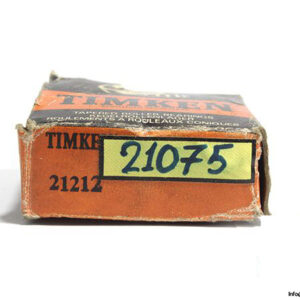 TIMKEN
TAPERED ROLLER BEARINGS
ROULEMENTS A ROULEAUX CONIQUES
TIMKE
21075
21212